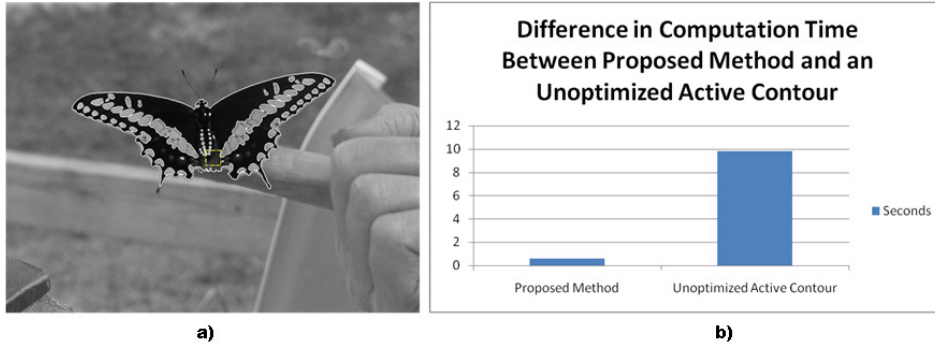 Difference in Computation Time
Between Proposed Method and an
Unoptimized Active Contour
12
10
8
6
4
2
0
Seconds
Proposed Method
Unoptimized Active Contour
a)
b)